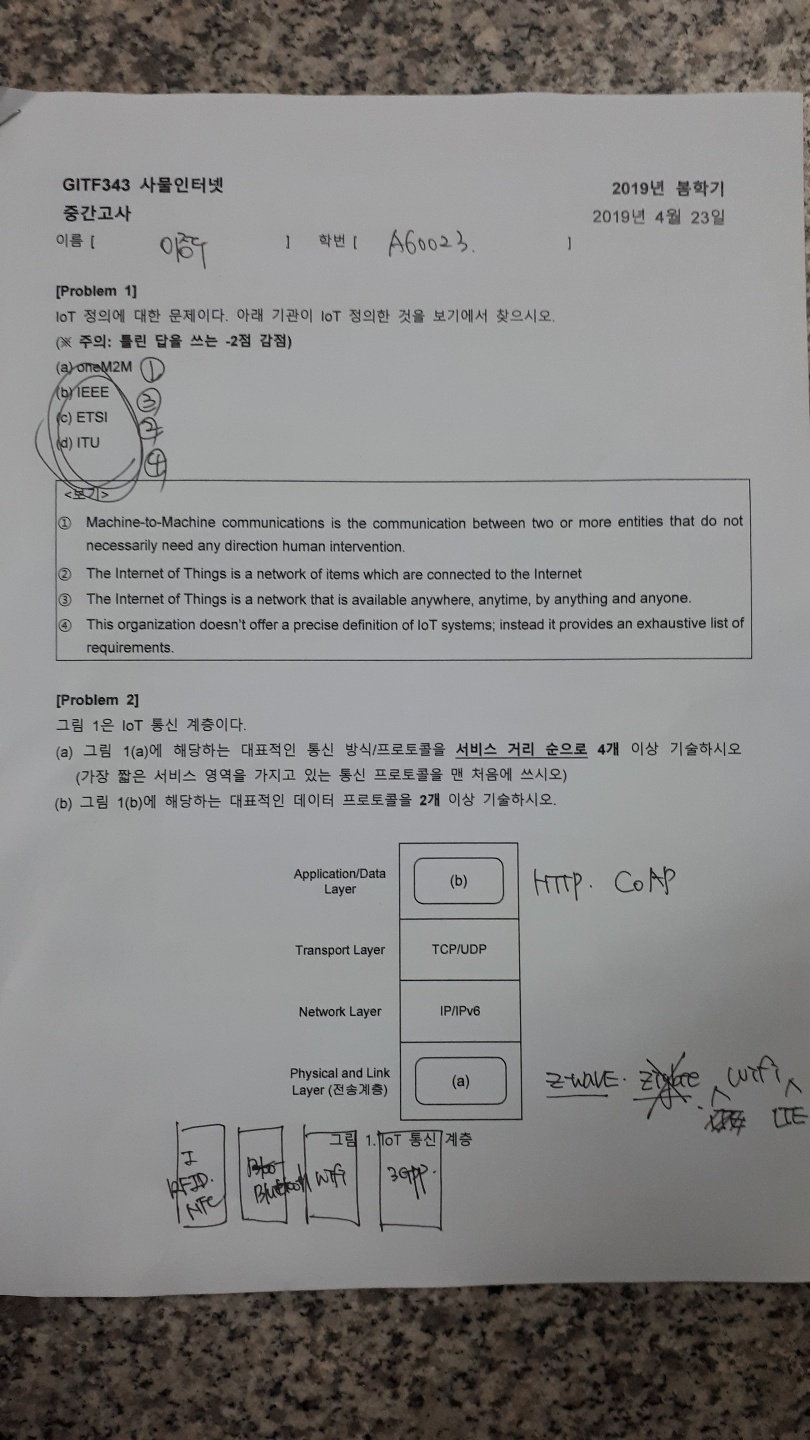 GITF343 사물인터넷
2019년 봄학기
중간고사
2019년 4월 23일
이름 [ ] 학번 [ A60023. ]
[Problem 1]
IoT 정의에 대한 문제이다. 아래 기관이 IoT 정의한 것을 보기에서 찾으시오.
(※ 주의: 틀린 답을 쓰는 -2점 감점)
(a) oneM2M ①
(b) IEEE ③
(c) ETSI ②
(d) ITU ④
<보기>
① Machine-to-Machine communications is the communication between two or more entities that do not
necessarily need any direction human intervention.
② The Internet of Things is a network of items which are connected to the Internet
③ The Internet of Things is a network that is available anywhere, anytime, by anything and anyone.
④ This organization doesn't offer a precise definition of IoT systems; instead it provides an exhaustive list of
requirements.
[Problem 2]
그림 1은 IoT 통신 계층이다.
(a) 그림 1(a)에 해당하는 대표적인 통신 방식/프로토콜을 서비스 거리 순으로 4개 이상 기술하시오
(가장 짧은 서비스 영역을 가지고 있는 통신 프로토콜을 맨 처음에 쓰시오)
(b) 그림 1(b)에 해당하는 대표적인 데이터 프로토콜을 2개 이상 기술하시오.
Application/Data
Layer
(b)
HTTP. CoAP
Transport Layer
TCP/UDP
Network Layer
IP/IPv6
Physical and Link
Layer (전송계층)
(a)
Z-WAVE. Wifi
LTE
그림 1. IoT 통신 계층
RFID.
NFC
Bluetooth
Wifi
3Gpp.